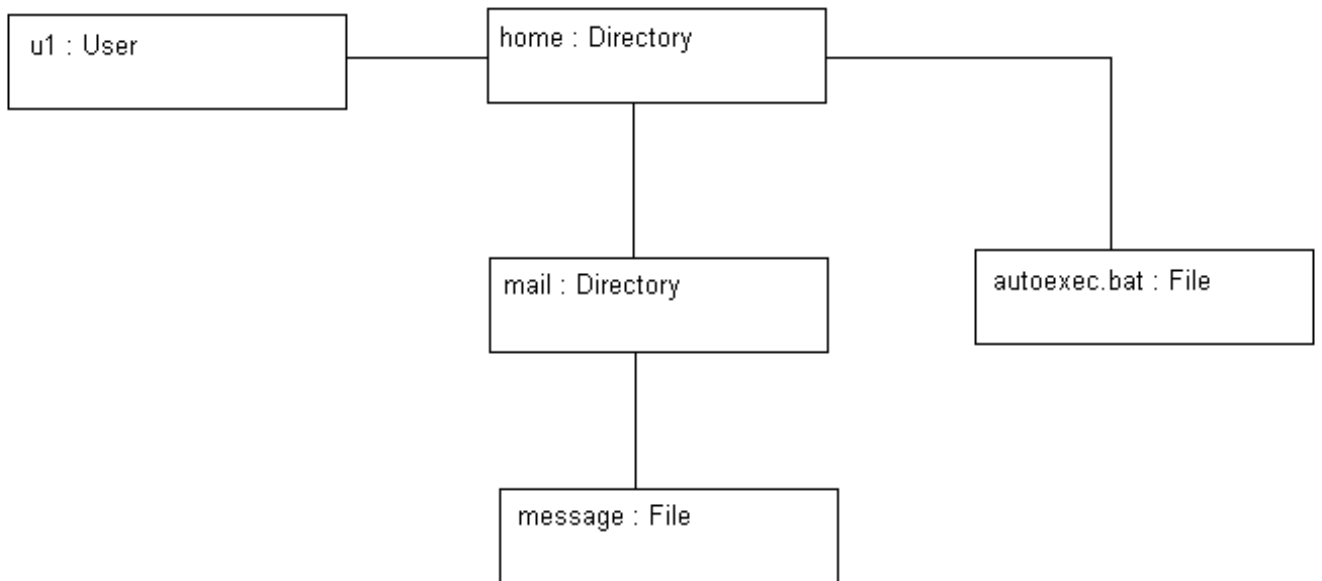 u1 : User
home : Directory
mail : Directory
autoexec.bat : File
message : File